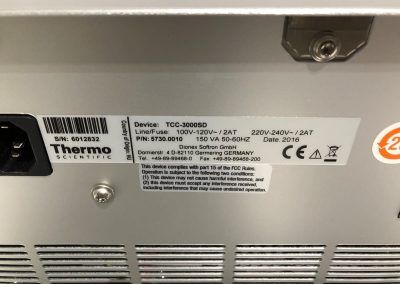 S/N: 6012832
Thermo
SCIENTIFIC
Device: TCC-3000SD
Line/Fuse: 100V-120V~ / 2AT 220V-240V~ / 2AT
P/N: 5730.0010 150 VA 50-60HZ Date: 2016
Dionex Softron GmbH
Dornierstr. 4 D-82110 Germering GERMANY
Tel. +49-89-89468-0 Fax +49-89-89468-200
CE
This device complies with part 15 of the FCC Rules.
Operation is subject to the following two conditions:
(1) This device may not cause harmful interference, and
(2) this device must accept any interference received,
including interference that may cause undesired operation.